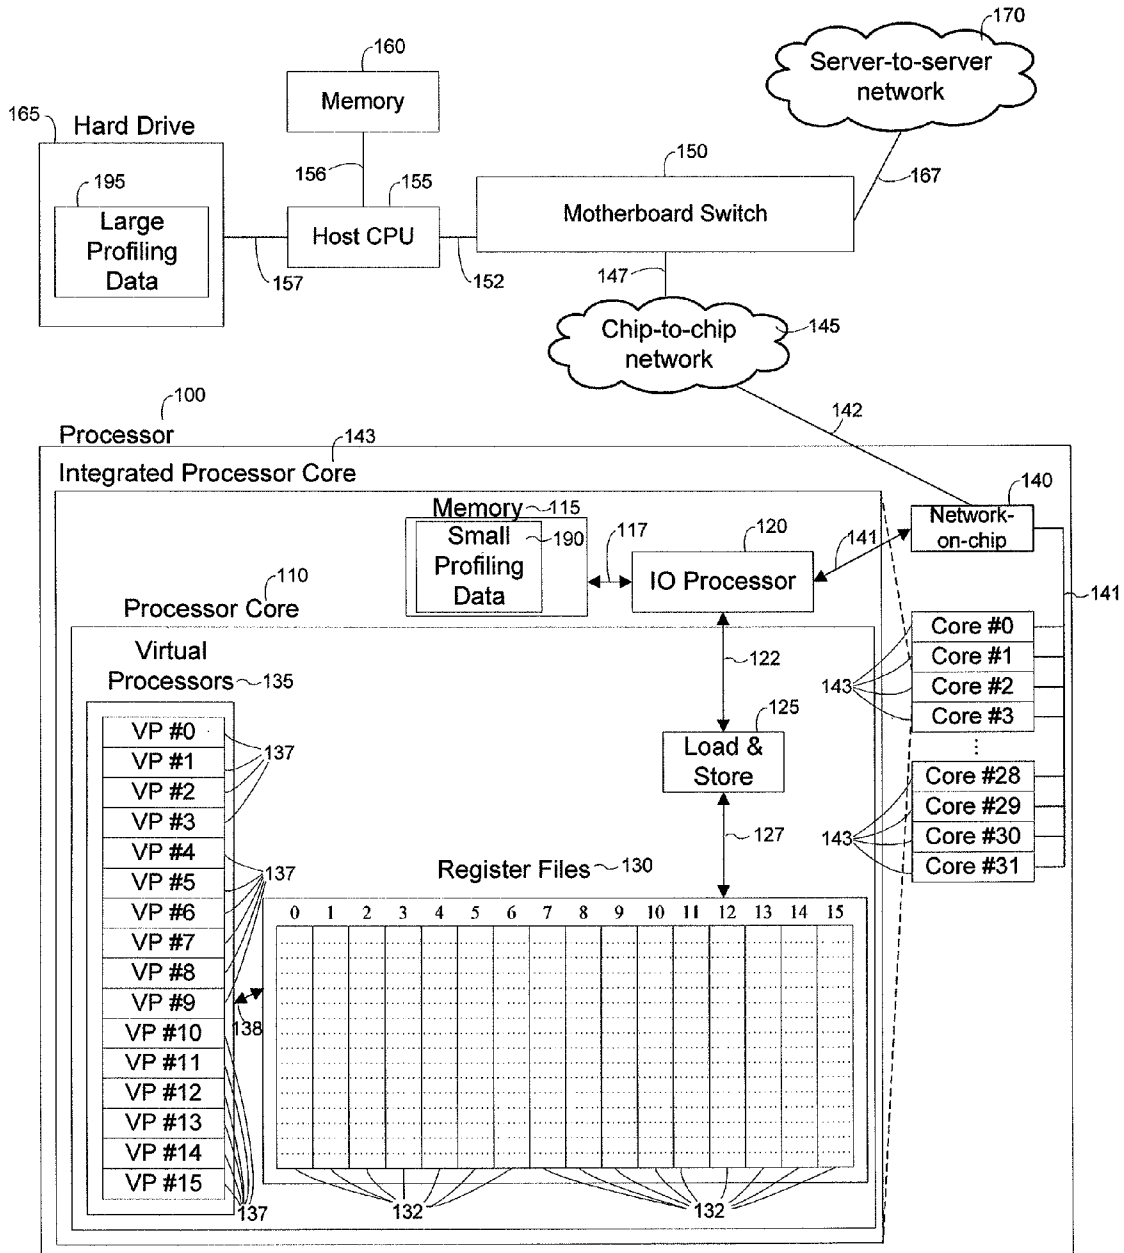 170
Server-to-server
network
160
Memory
165
Hard Drive
150
156
155
167
195
Large
Profiling
Data
Host CPU
Motherboard Switch
157
152
147
Chip-to-chip
network
145
100
Processor
142
143
Integrated Processor Core
140
Memory
115
Network-
on-chip
Small
Profiling
Data
190
117
120
141
IO Processor
110
Processor Core
141
122
Core #0
Core #1
Core #2
Core #3
143
Virtual
Processors
135
125
Load &
Store
VP #0
VP #1
VP #2
VP #3
137
Core #28
Core #29
Core #30
Core #31
143
127
VP #4
VP #5
VP #6
VP #7
VP #8
VP #9
137
Register Files
130
0 1 2 3 4 5 6 7 8 9 10 11 12 13 14 15
138
VP #10
VP #11
VP #12
VP #13
VP #14
VP #15
137
132
132